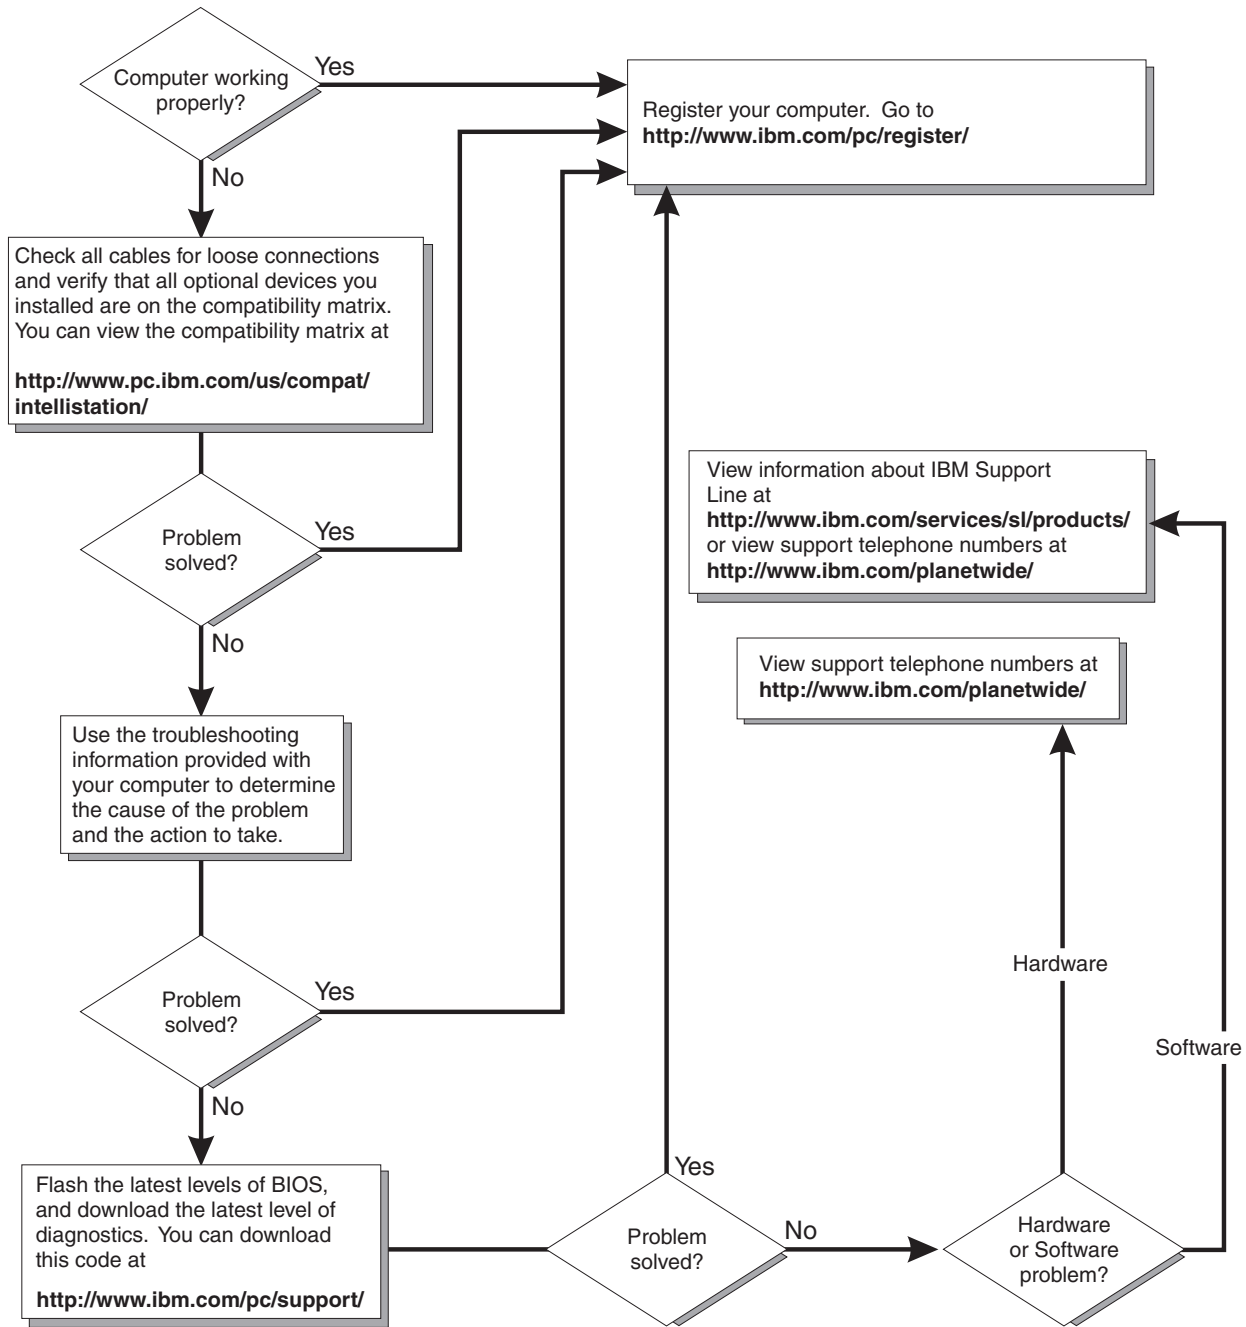 Computer working
properly?
Yes
Register your computer. Go to
http://www.ibm.com/pc/register/
No
Check all cables for loose connections
and verify that all optional devices you
installed are on the compatibility matrix.
You can view the compatibility matrix at
http://www.pc.ibm.com/us/compat/
intellistation/
Problem
solved?
Yes
No
Use the troubleshooting
information provided with
your computer to determine
the cause of the problem
and the action to take.
Problem
solved?
Yes
No
Flash the latest levels of BIOS,
and download the latest level of
diagnostics. You can download
this code at
http://www.ibm.com/pc/support/
Problem
solved?
Yes
No
Hardware
or Software
problem?
Hardware
View support telephone numbers at
http://www.ibm.com/planetwide/
Software
View information about IBM Support
Line at
http://www.ibm.com/services/sl/products/
or view support telephone numbers at
http://www.ibm.com/planetwide/